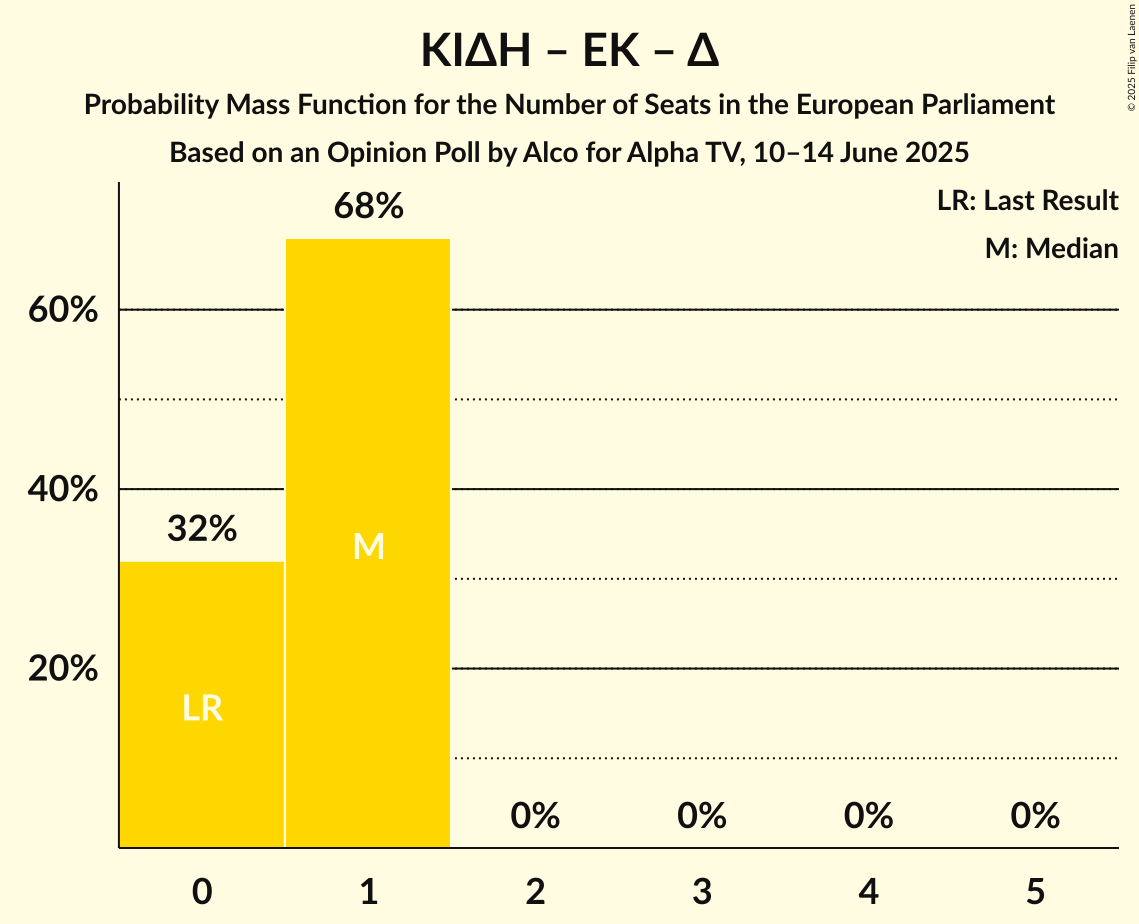 ΚΙΔΗ – ΕΚ – Δ
Probability Mass Function for the Number of Seats in the European Parliament
Based on an Opinion Poll by Alco for Alpha TV, 10–14 June 2025
© 2025 Filip van Laenen
LR: Last Result
M: Median
68%
60%
40%
32%
M
20%
LR
0%
0%
0%
0%
0
1
2
3
4
5